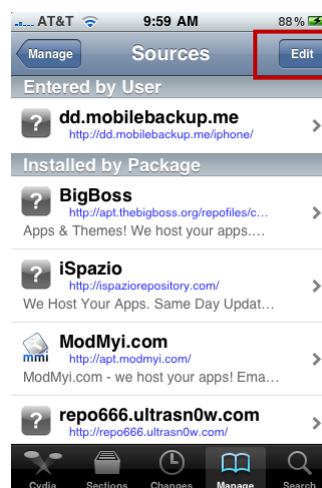 AT&T 9:59 AM 88%
Manage Sources Edit
Entered by User
? dd.mobilebackup.me
http://dd.mobilebackup.me/iphone/
Installed by Package
? BigBoss
http://apt.thebigboss.org/repofiles/c...
Apps & Themes! We host your apps....
? iSpazio
http://ispaziorepository.com/
We Host Your Apps. Same Day Updat...
mmi ModMyi.com
http://apt.modmyi.com/
ModMyi.com - we host your apps! Ema...
? repo666.ultrasn0w.com
http://repo666.ultrasn0w.com/
Cydia Sections Changes Manage Search